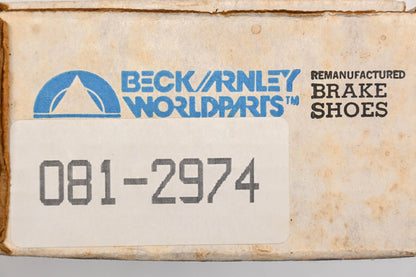 BECK/ARNLEY
WORLDPARTS™
REMANUFACTURED
BRAKE
SHOES
081-2974